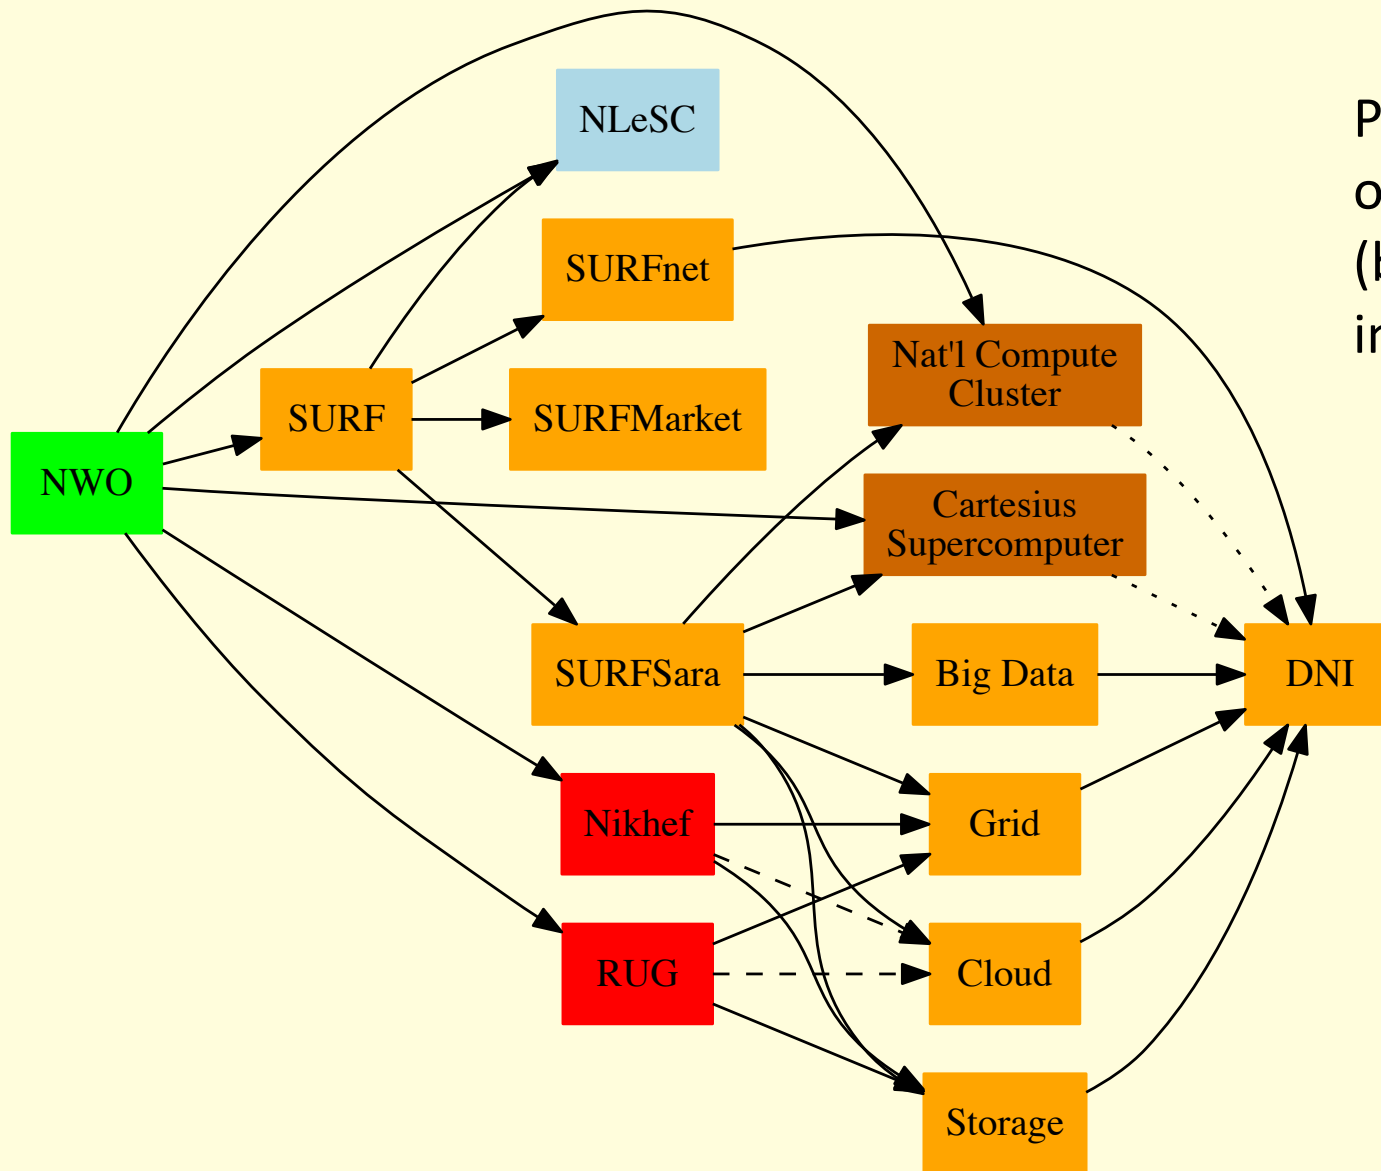 NLeSC
SURFnet
Nat'l Compute
Cluster
SURF
SURFMarket
NWO
Cartesius
Supercomputer
SURFSara
Big Data
DNI
Nikhef
Grid
RUG
Cloud
Storage